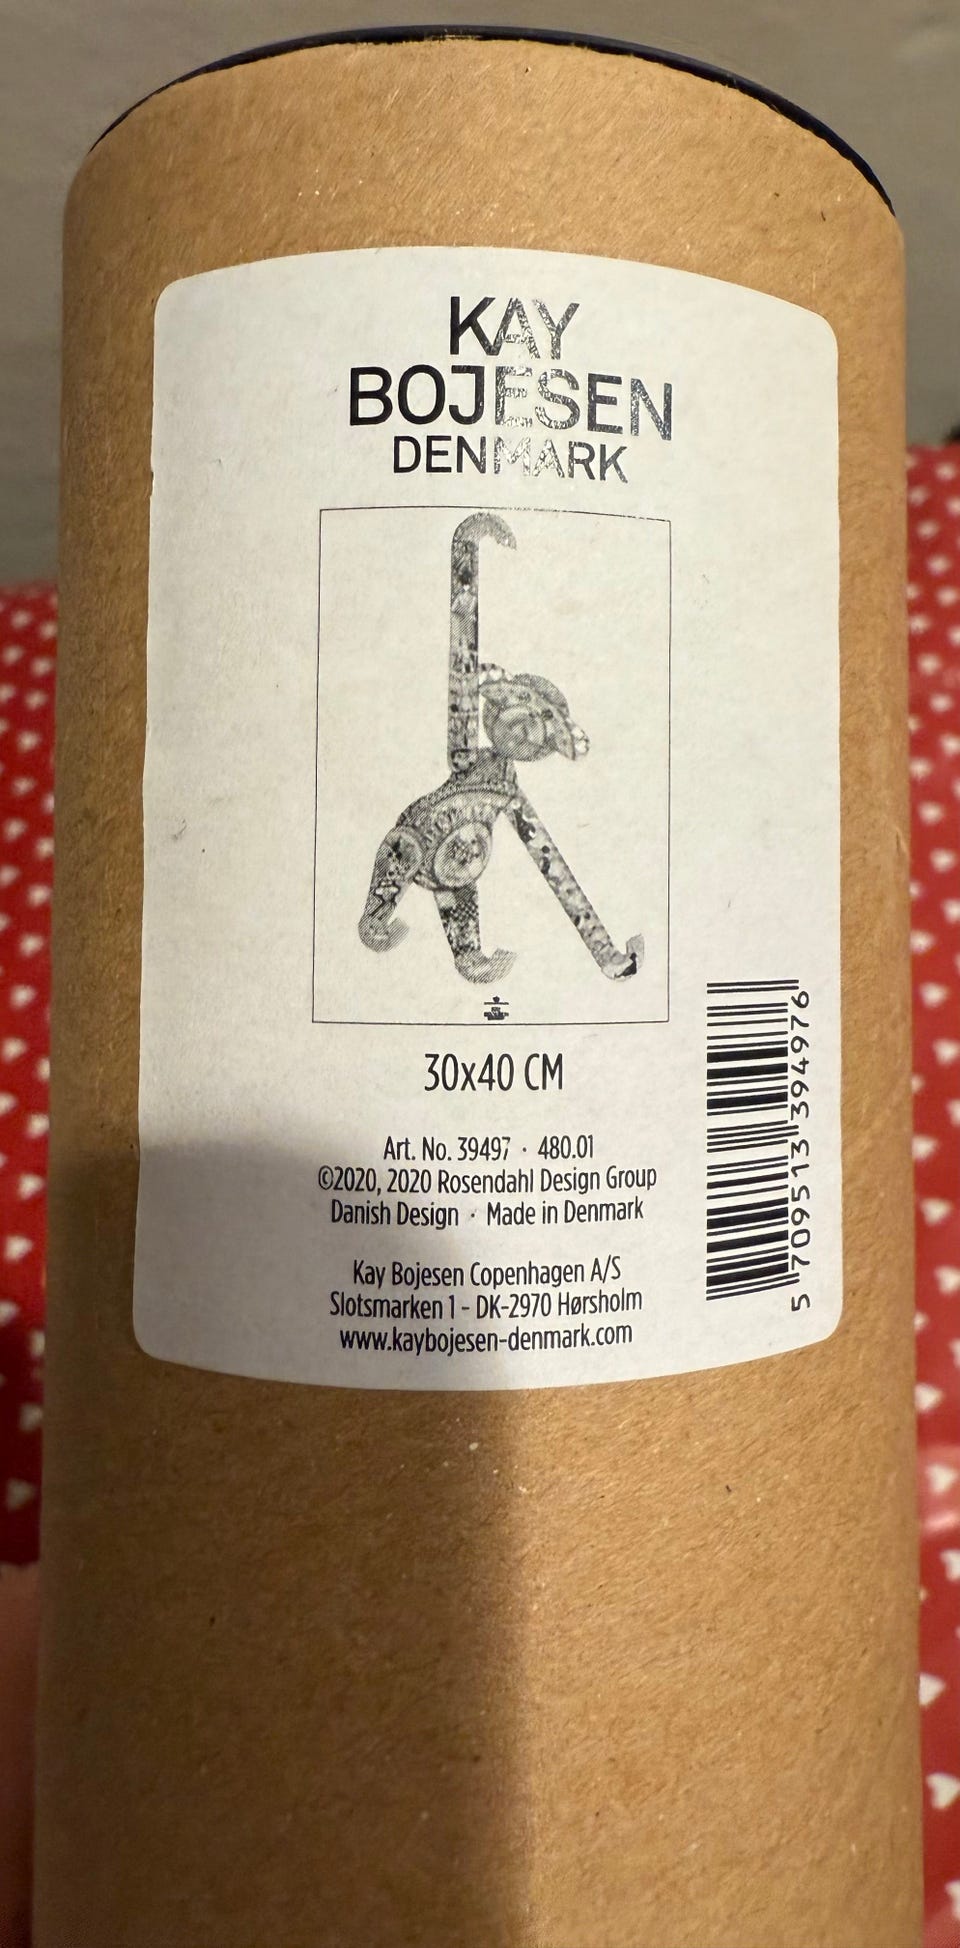 KAY
BOJESEN
DENMARK
30x40 CM
Art. No. 39497 · 480.01
©2020, 2020 Rosendahl Design Group
Danish Design · Made in Denmark
Kay Bojesen Copenhagen A/S
Slotsmarken 1 - DK-2970 Hørsholm
www.kaybojesen-denmark.com
5 709513 394976